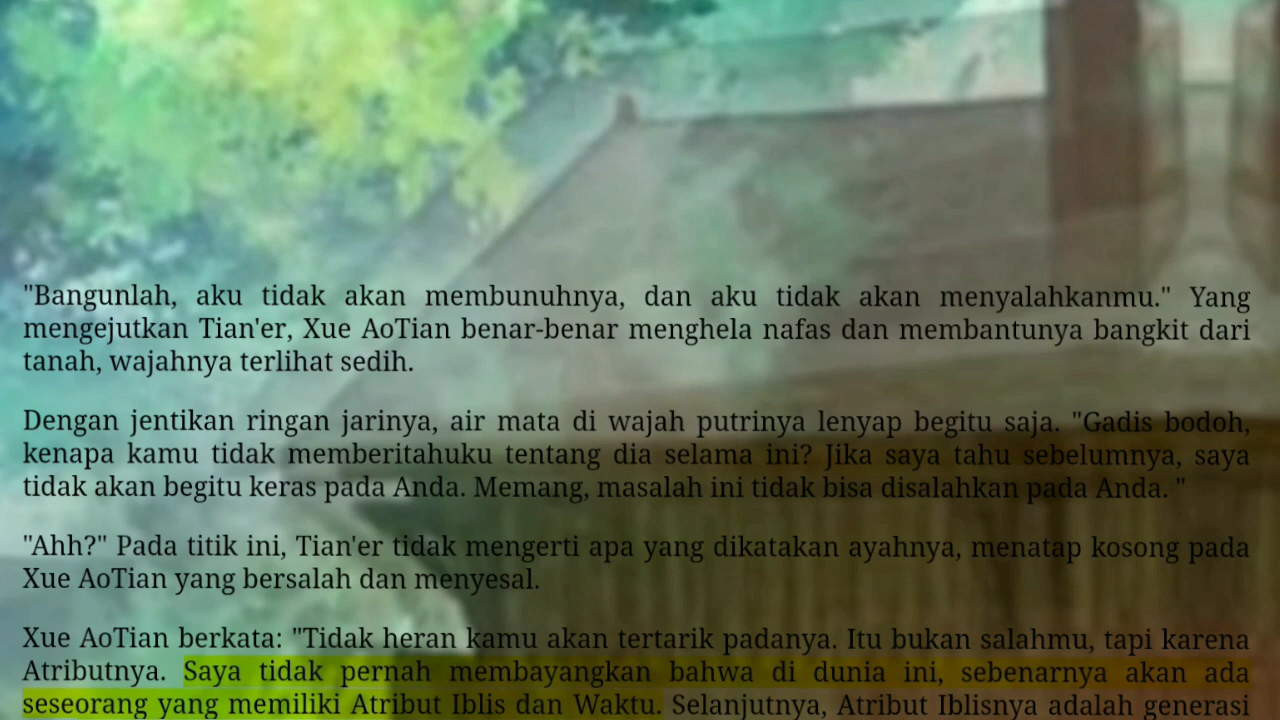 "Bangunlah, aku tidak akan membunuhnya, dan aku tidak akan menyalahkanmu." Yang
mengejutkan Tian'er, Xue AoTian benar-benar menghela nafas dan membantunya bangkit dari
tanah, wajahnya terlihat sedih.
Dengan jentikan ringan jarinya, air mata di wajah putrinya lenyap begitu saja. "Gadis bodoh,
kenapa kamu tidak memberitahuku tentang dia selama ini? Jika saya tahu sebelumnya, saya
tidak akan begitu keras pada Anda. Memang, masalah ini tidak bisa disalahkan pada Anda. "
"Ahh?" Pada titik ini, Tian'er tidak mengerti apa yang dikatakan ayahnya, menatap kosong pada
Xue AoTian yang bersalah dan menyesal.
Xue AoTian berkata: "Tidak heran kamu akan tertarik padanya. Itu bukan salahmu, tapi karena
Atributnya. Saya tidak pernah membayangkan bahwa di dunia ini, sebenarnya akan ada
seseorang yang memiliki Atribut Iblis dan Waktu. Selanjutnya, Atribut Iblisnya adalah generasi